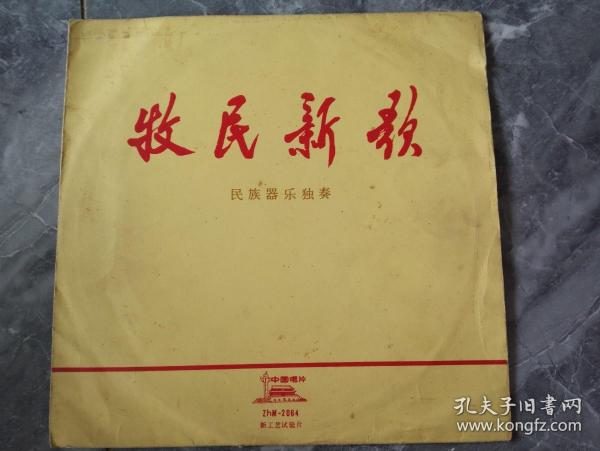 牧民新歌
民族器乐独奏
中国唱片
ZhM-2064
新工艺试验片
孔夫子旧书网
www.kongfz.com